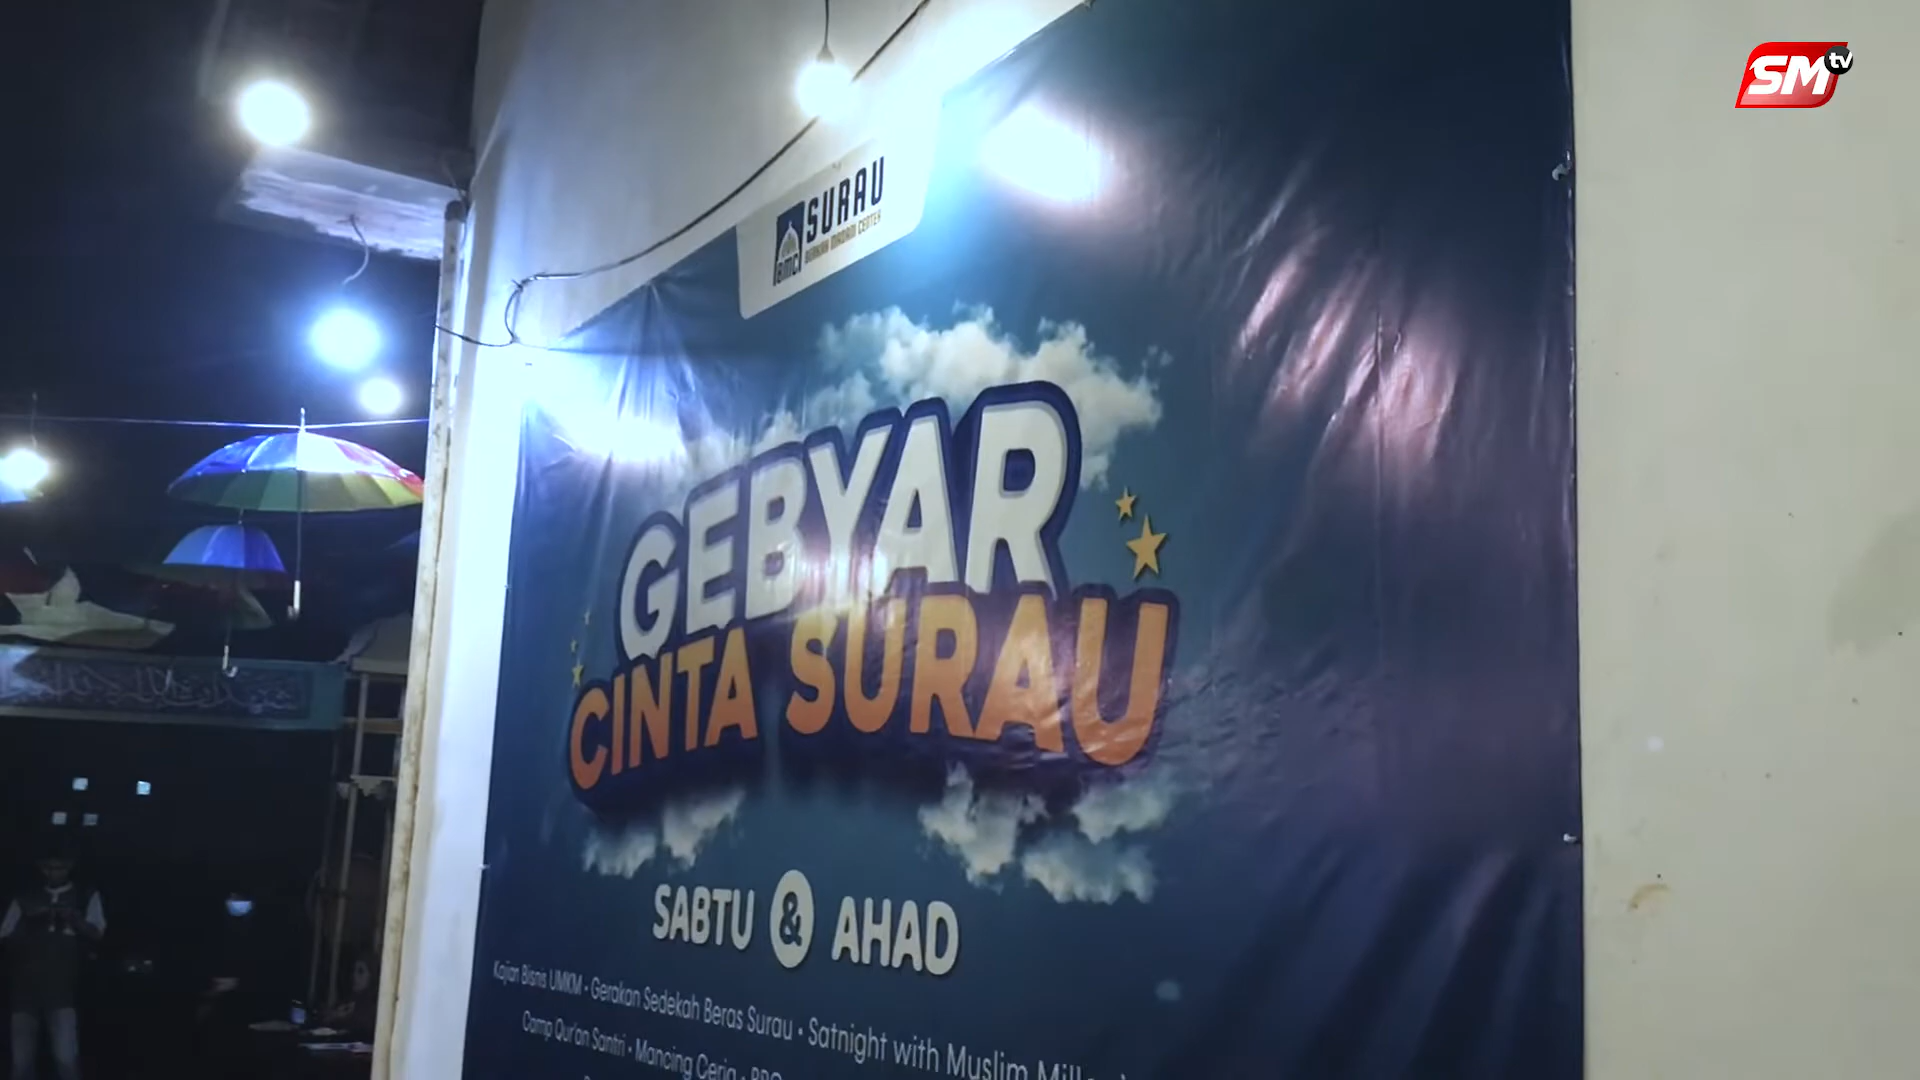 SM tv
SURAU
BMC
GEBYAR
CINTA SURAU
SABTU & AHAD
Kajian Bisnis UMKM • Gerakan Sedekah Beras Surau • Satnight with Muslim
Camp Qur'an Santri • Mancing Ceria •